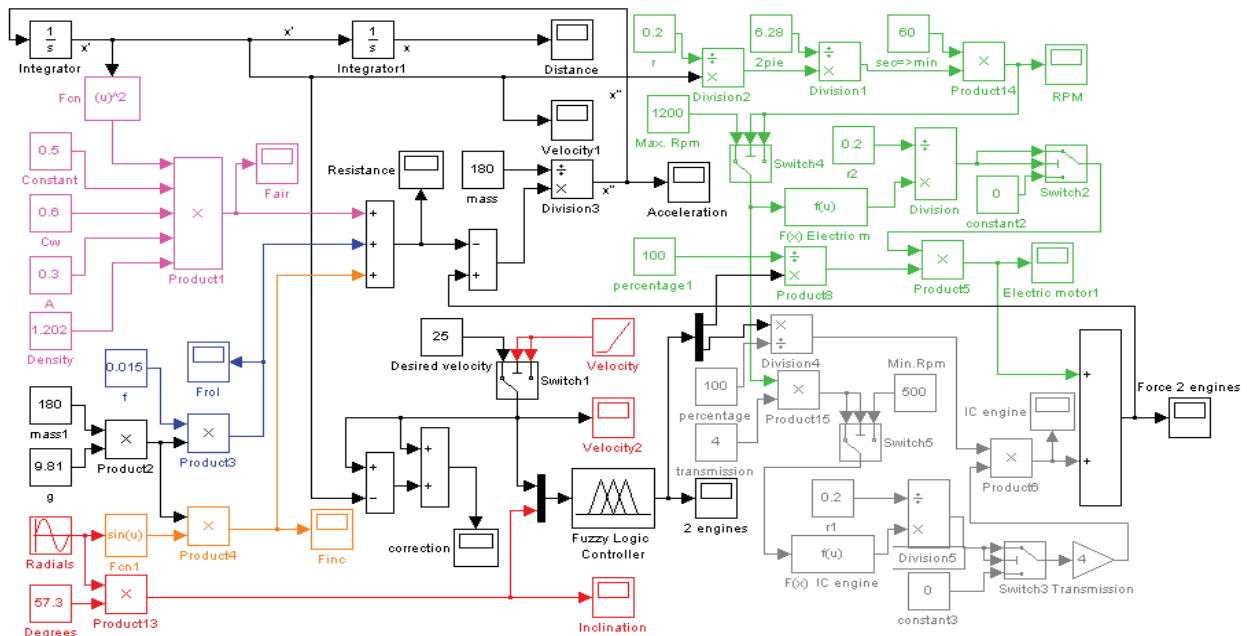 1
s
Integrator
x'
x'
1
s
Integrator1
x
Distance
x"
Velocity1
Fcn
(u)^2
0.5
Constant
0.6
Cw
0.3
A
1.202
Density
×
Product1
Fair
Resistance
+
+
+
180
mass
÷
×
Division3
x"
Acceleration
−
+
0.2
r
÷
×
Division2
6.28
2pie
÷
×
Division1
60
sec=>min
×
Product14
RPM
1200
Max. Rpm
Switch4
0.2
r2
÷
×
Division
0
constant2
Switch2
f(u)
F(x) Electric m
100
percentage1
÷
×
Product8
×
Product5
Electric motor1
0.015
f
Frol
180
mass1
9.81
g
×
Product2
×
Product3
25
Desired velocity
Velocity
Switch1
Velocity2
+
−
+
+
correction
Radials
sin(u)
Fcn1
×
Product4
Finc
57.3
Degrees
×
Product13
Inclination
Fuzzy Logic
Controller
2 engines
×
÷
Division4
100
percentage
4
transmission
×
Product15
Min.Rpm
500
Switch5
IC engine
×
Product6
+
+
Force 2 engines
0.2
r1
÷
×
Division5
f(u)
F(x) IC engine
0
constant3
Switch3
4
Transmission